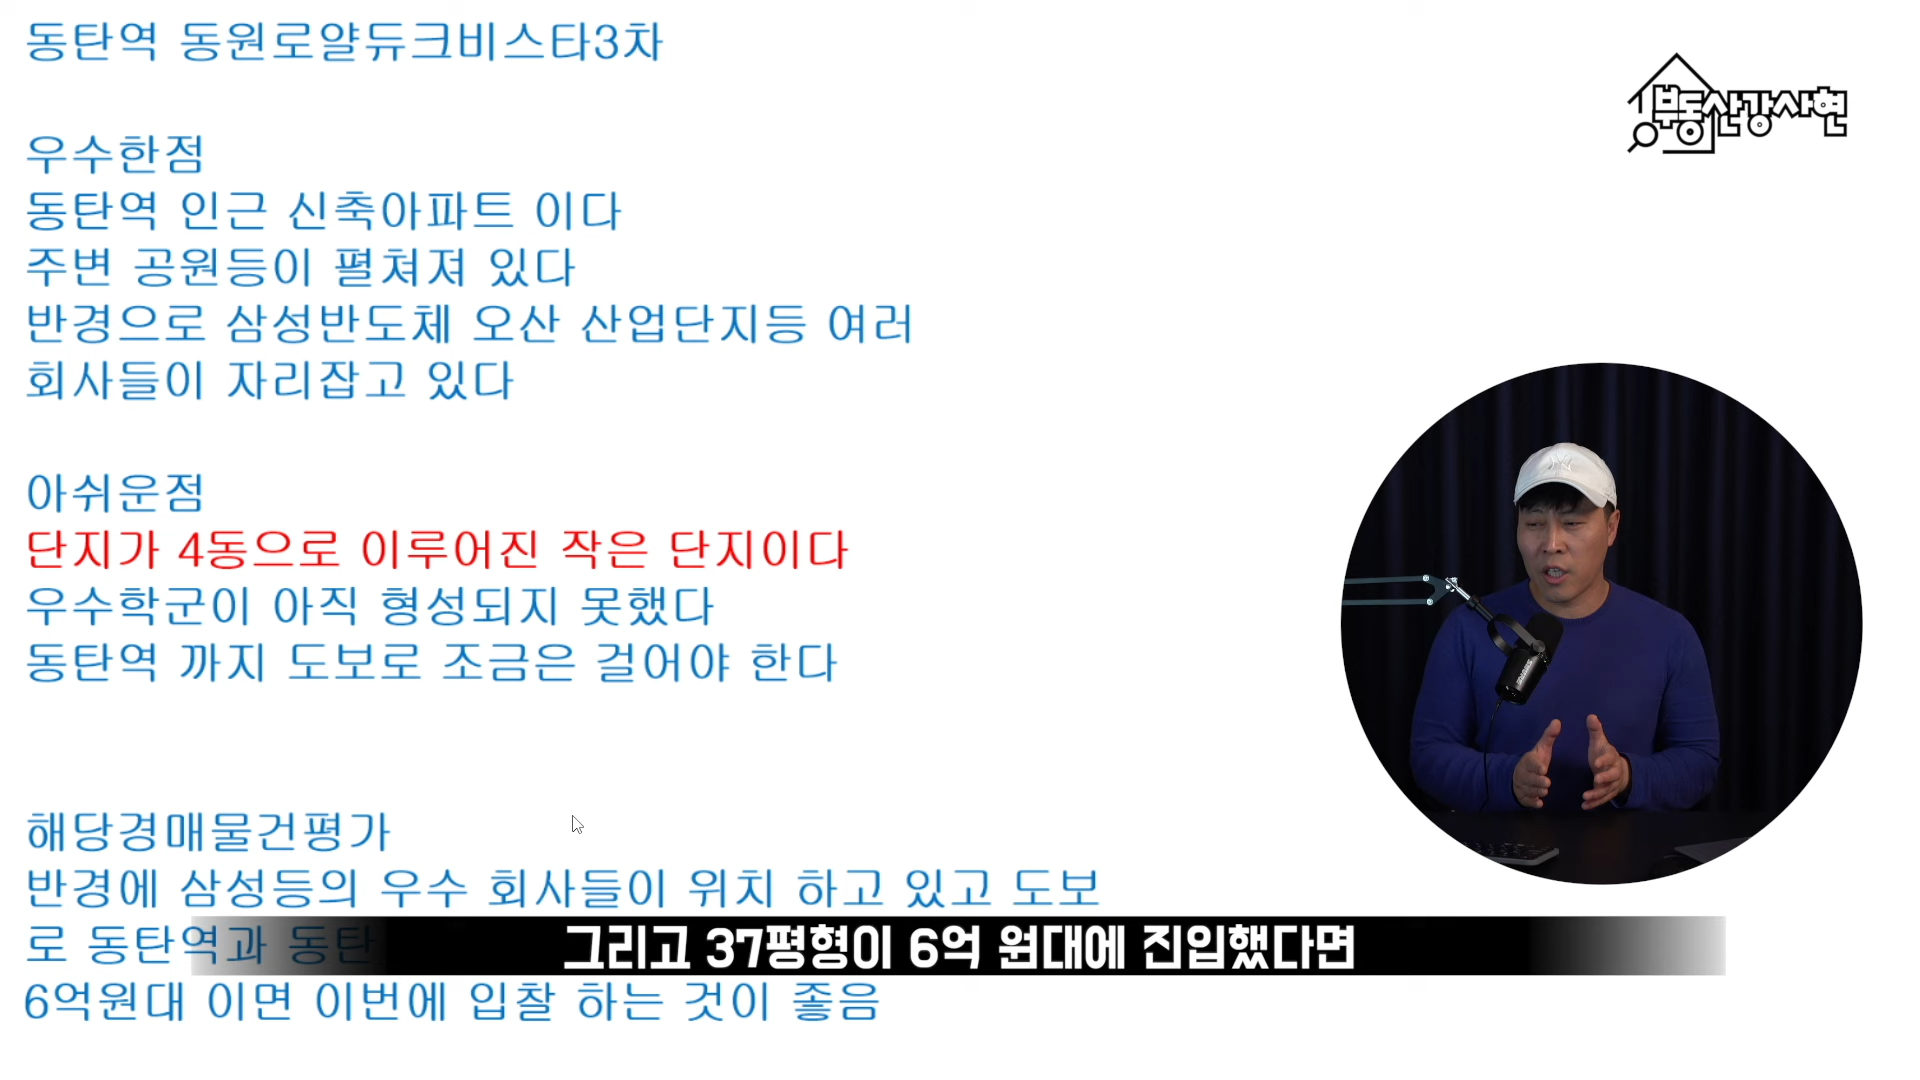 동탄역 동원로얄듀크비스타3차
부동산강사현
우수한점
동탄역 인근 신축아파트 이다
주변 공원등이 펼쳐져 있다
반경으로 삼성반도체 오산 산업단지등 여러
회사들이 자리잡고 있다
아쉬운점
단지가 4동으로 이루어진 작은 단지이다
우수학군이 아직 형성되지 못했다
동탄역 까지 도보로 조금은 걸어야 한다
해당경매물건평가
반경에 삼성등의 우수 회사들이 위치 하고 있고 도보
로 동탄역과 동탄
그리고 37평형이 6억 원대에 진입했다면
6억원대 이면 이번에 입찰 하는 것이 좋음